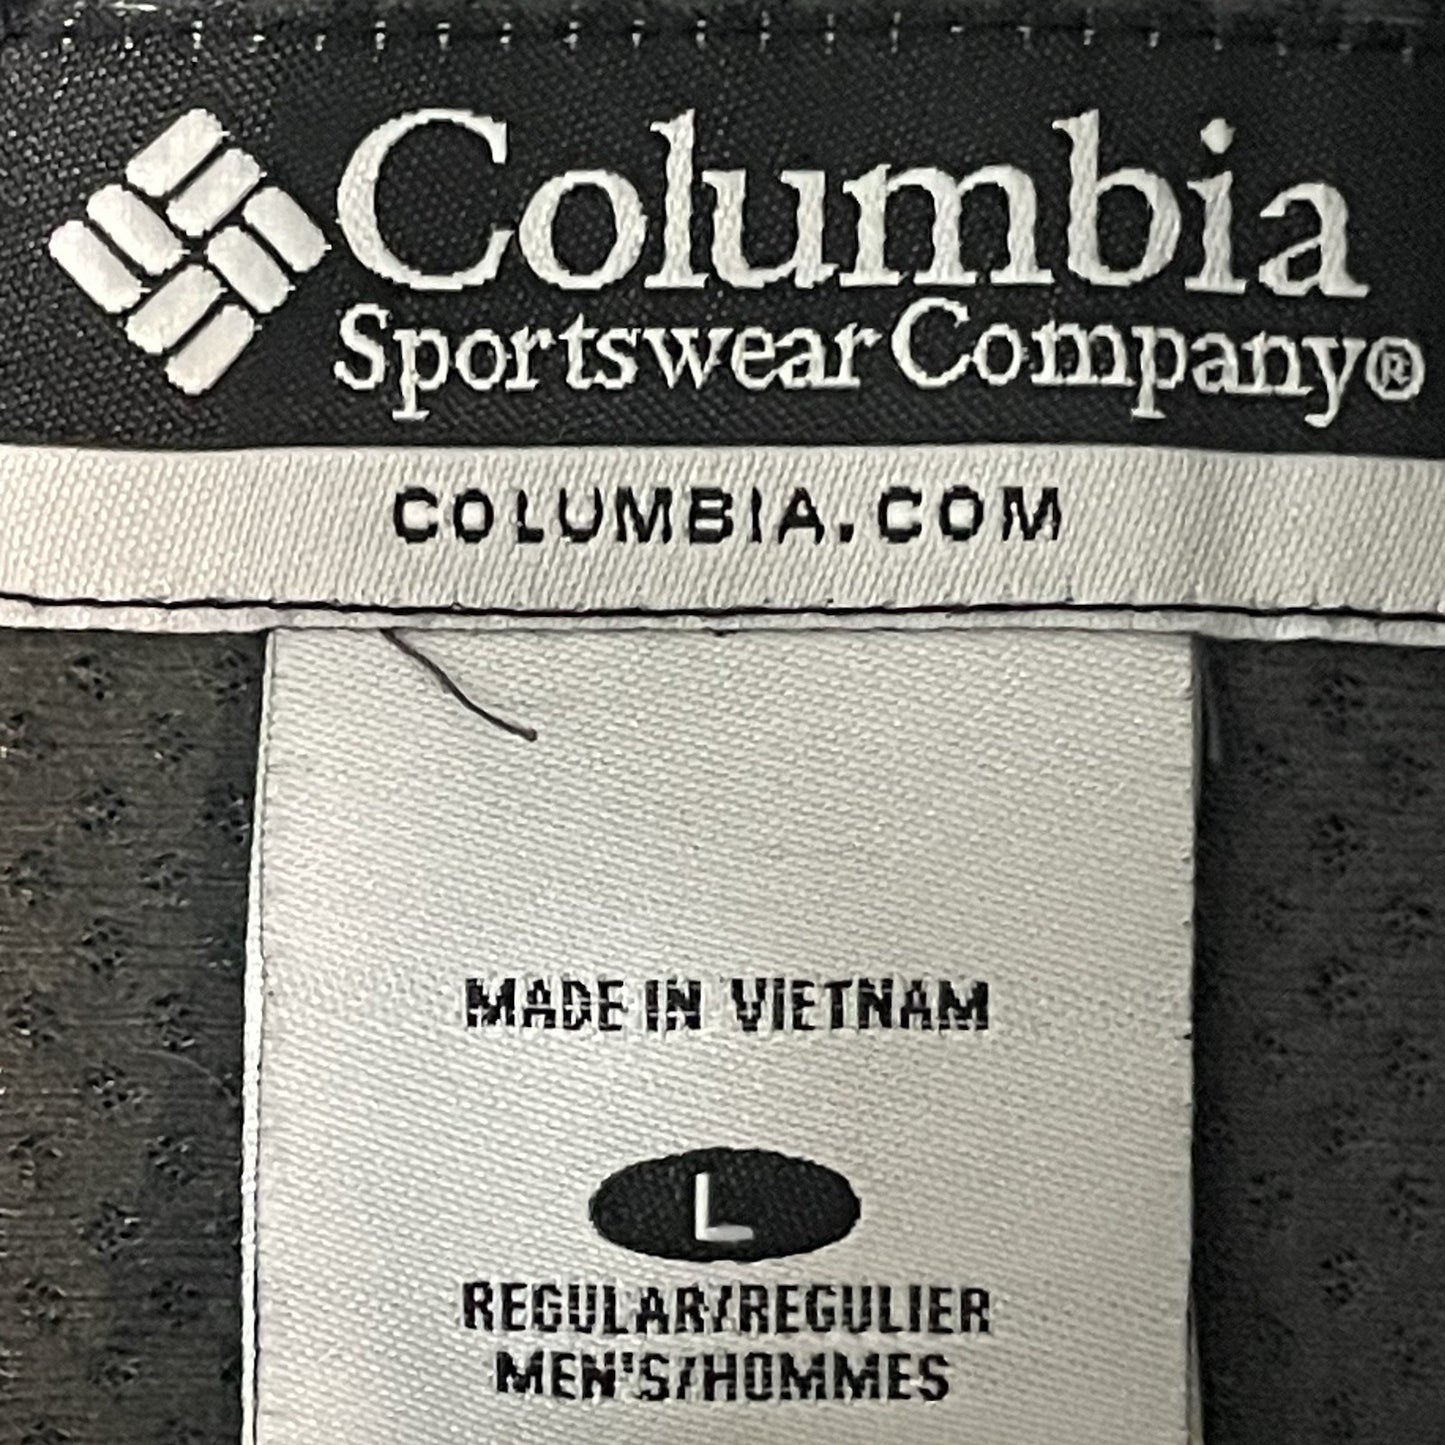 Columbia
Sportswear Company®
COLUMBIA.COM
MADE IN VIETNAM
L
REGULAR/REGULIER
MEN'S/HOMMES